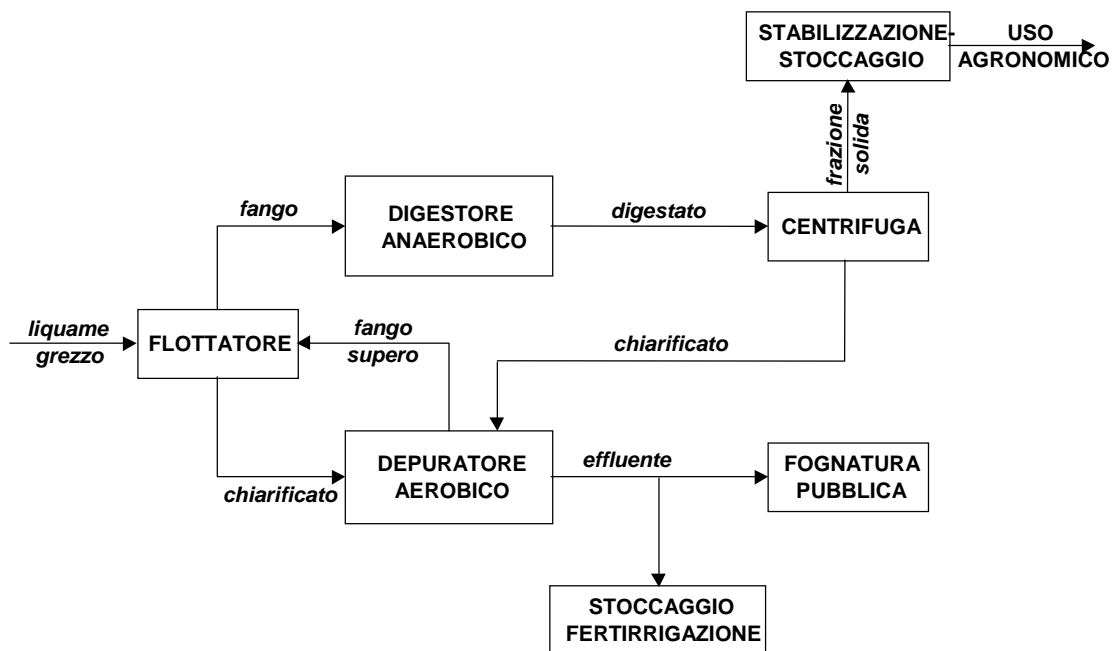 STABILIZZAZIONE-
STOCCAGGIO
USO
AGRONOMICO
frazione
solida
fango
DIGESTORE
ANAEROBICO
digestato
CENTRIFUGA
liquame
grezzo
FLOTTATORE
fango
supero
chiarificato
chiarificato
DEPURATORE
AEROBICO
effluente
FOGNATURA
PUBBLICA
STOCCAGGIO
FERTIRRIGAZIONE